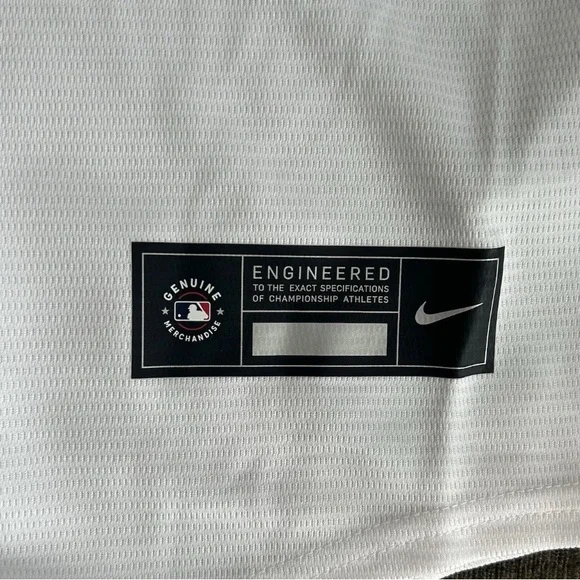 GENUINE
MERCHANDISE
ENGINEERED
TO THE EXACT SPECIFICATIONS
OF CHAMPIONSHIP ATHLETES